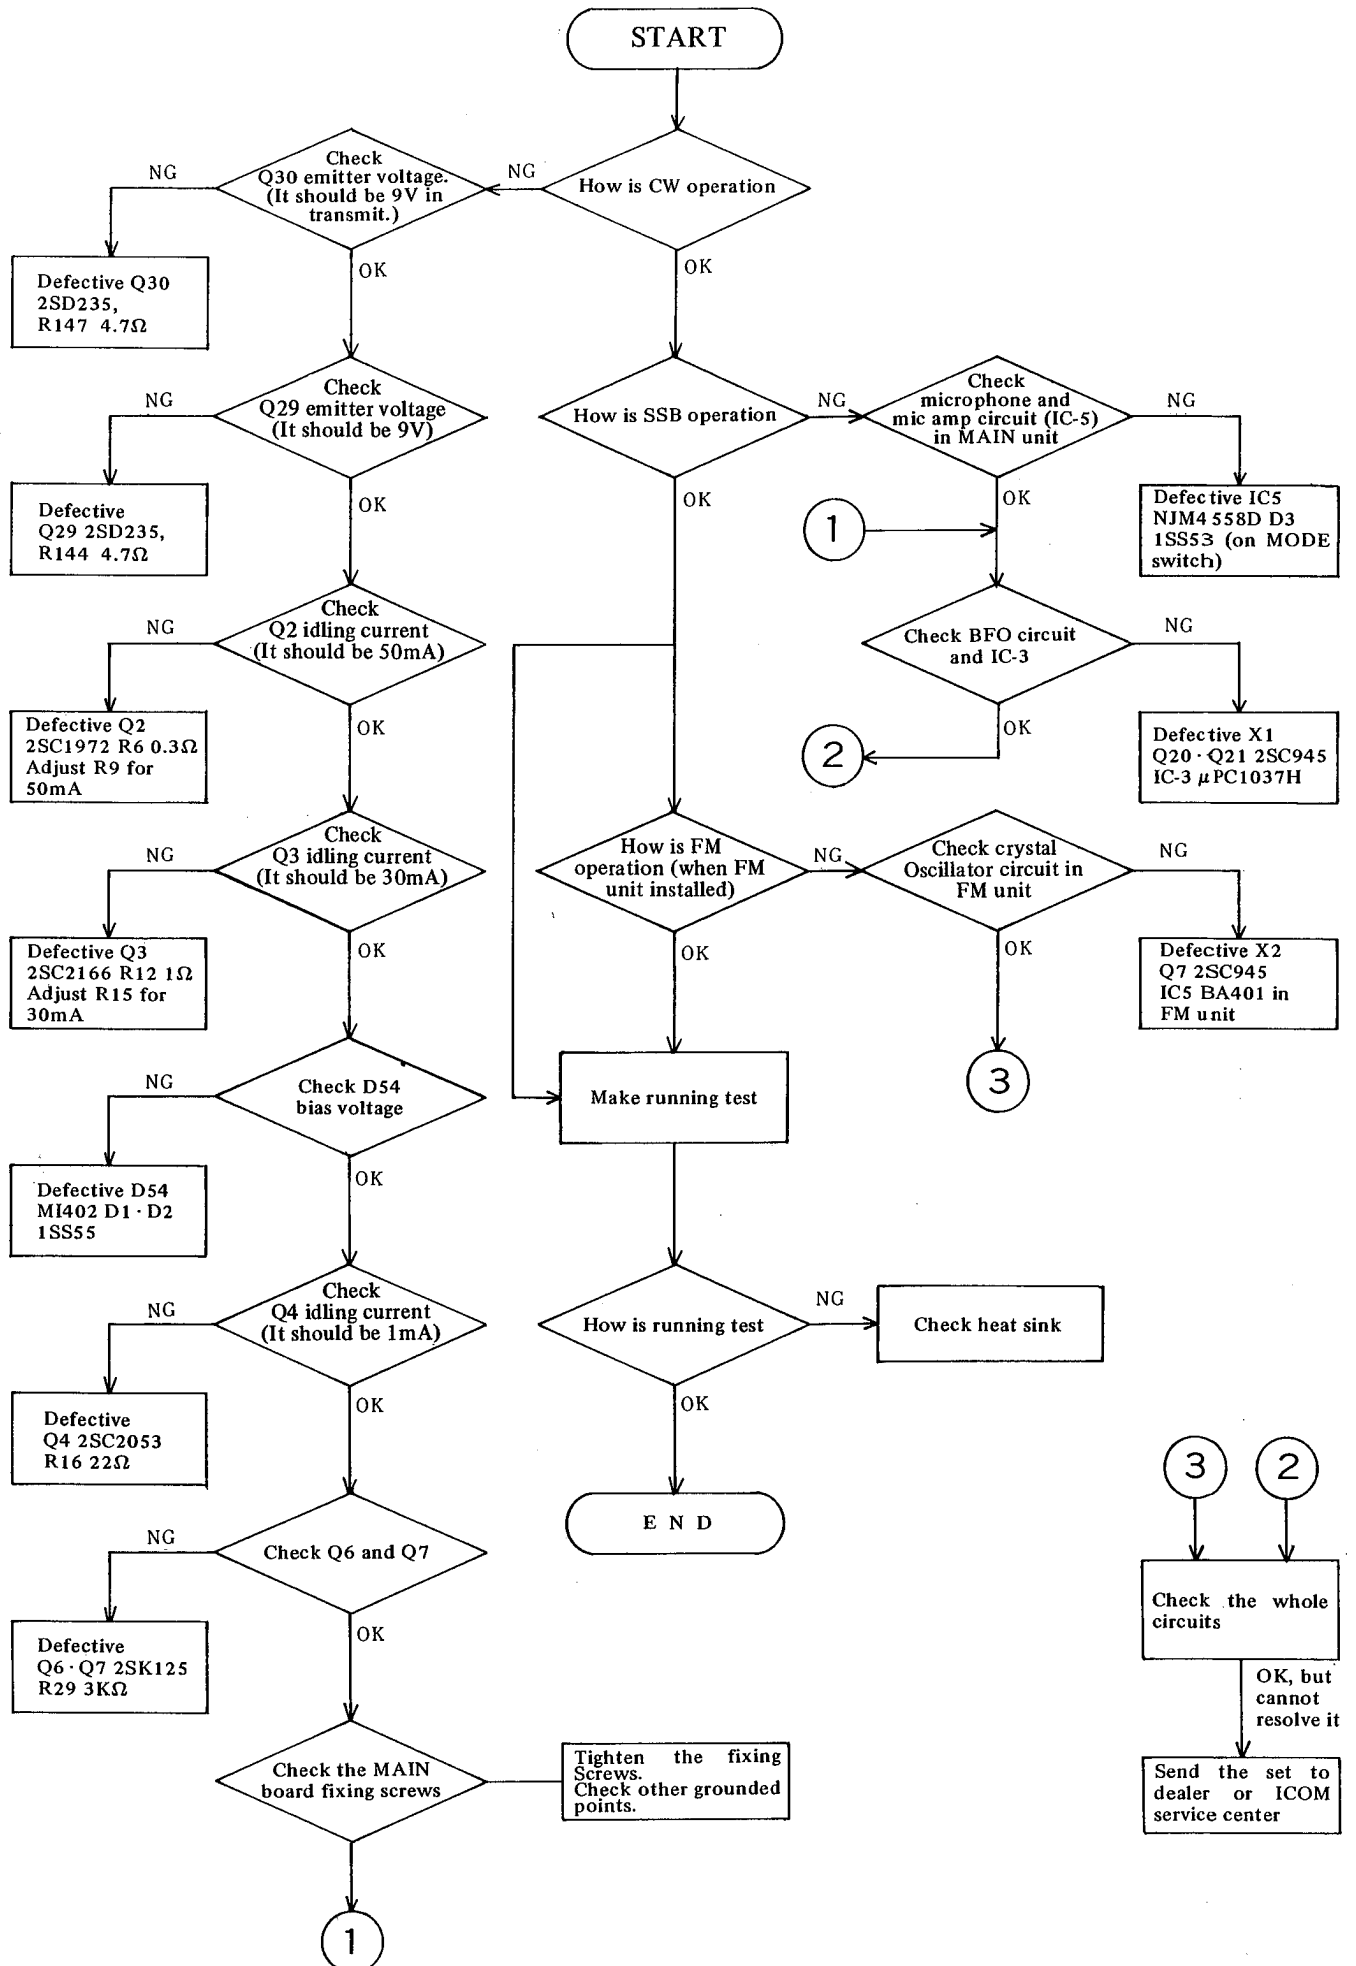 START
How is CW operation
NG
OK
Check
Q30 emitter voltage.
(It should be 9V in
transmit.)
NG
OK
Defective Q30
2SD235,
R147 4.7Ω
Check
Q29 emitter voltage
(It should be 9V)
NG
OK
Defective
Q29 2SD235,
R144 4.7Ω
Check
Q2 idling current
(It should be 50mA)
NG
OK
Defective Q2
2SC1972 R6 0.3Ω
Adjust R9 for
50mA
Check
Q3 idling current
(It should be 30mA)
NG
OK
Defective Q3
2SC2166 R12 1Ω
Adjust R15 for
30mA
Check D54
bias voltage
NG
OK
Defective D54
MI402 D1 · D2
1SS55
Check
Q4 idling current
(It should be 1mA)
NG
OK
Defective
Q4 2SC2053
R16 22Ω
Check Q6 and Q7
NG
OK
Defective
Q6 · Q7 2SK125
R29 3KΩ
Check the MAIN
board fixing screws
Tighten the fixing
Screws.
Check other grounded
points.
1
How is SSB operation
NG
OK
Check
microphone and
mic amp circuit (IC-5)
in MAIN unit
NG
OK
Defective IC5
NJM4558D D3
1SS53 (on MODE
switch)
1
Check BFO circuit
and IC-3
NG
OK
Defective X1
Q20 · Q21 2SC945
IC-3 μPC1037H
2
How is FM
operation (when FM
unit installed)
NG
OK
Check crystal
Oscillator circuit in
FM unit
NG
OK
Defective X2
Q7 2SC945
IC5 BA401 in
FM unit
3
Make running test
How is running test
NG
OK
Check heat sink
E N D
3
2
Check the whole
circuits
OK, but
cannot
resolve it
Send the set to
dealer or ICOM
service center